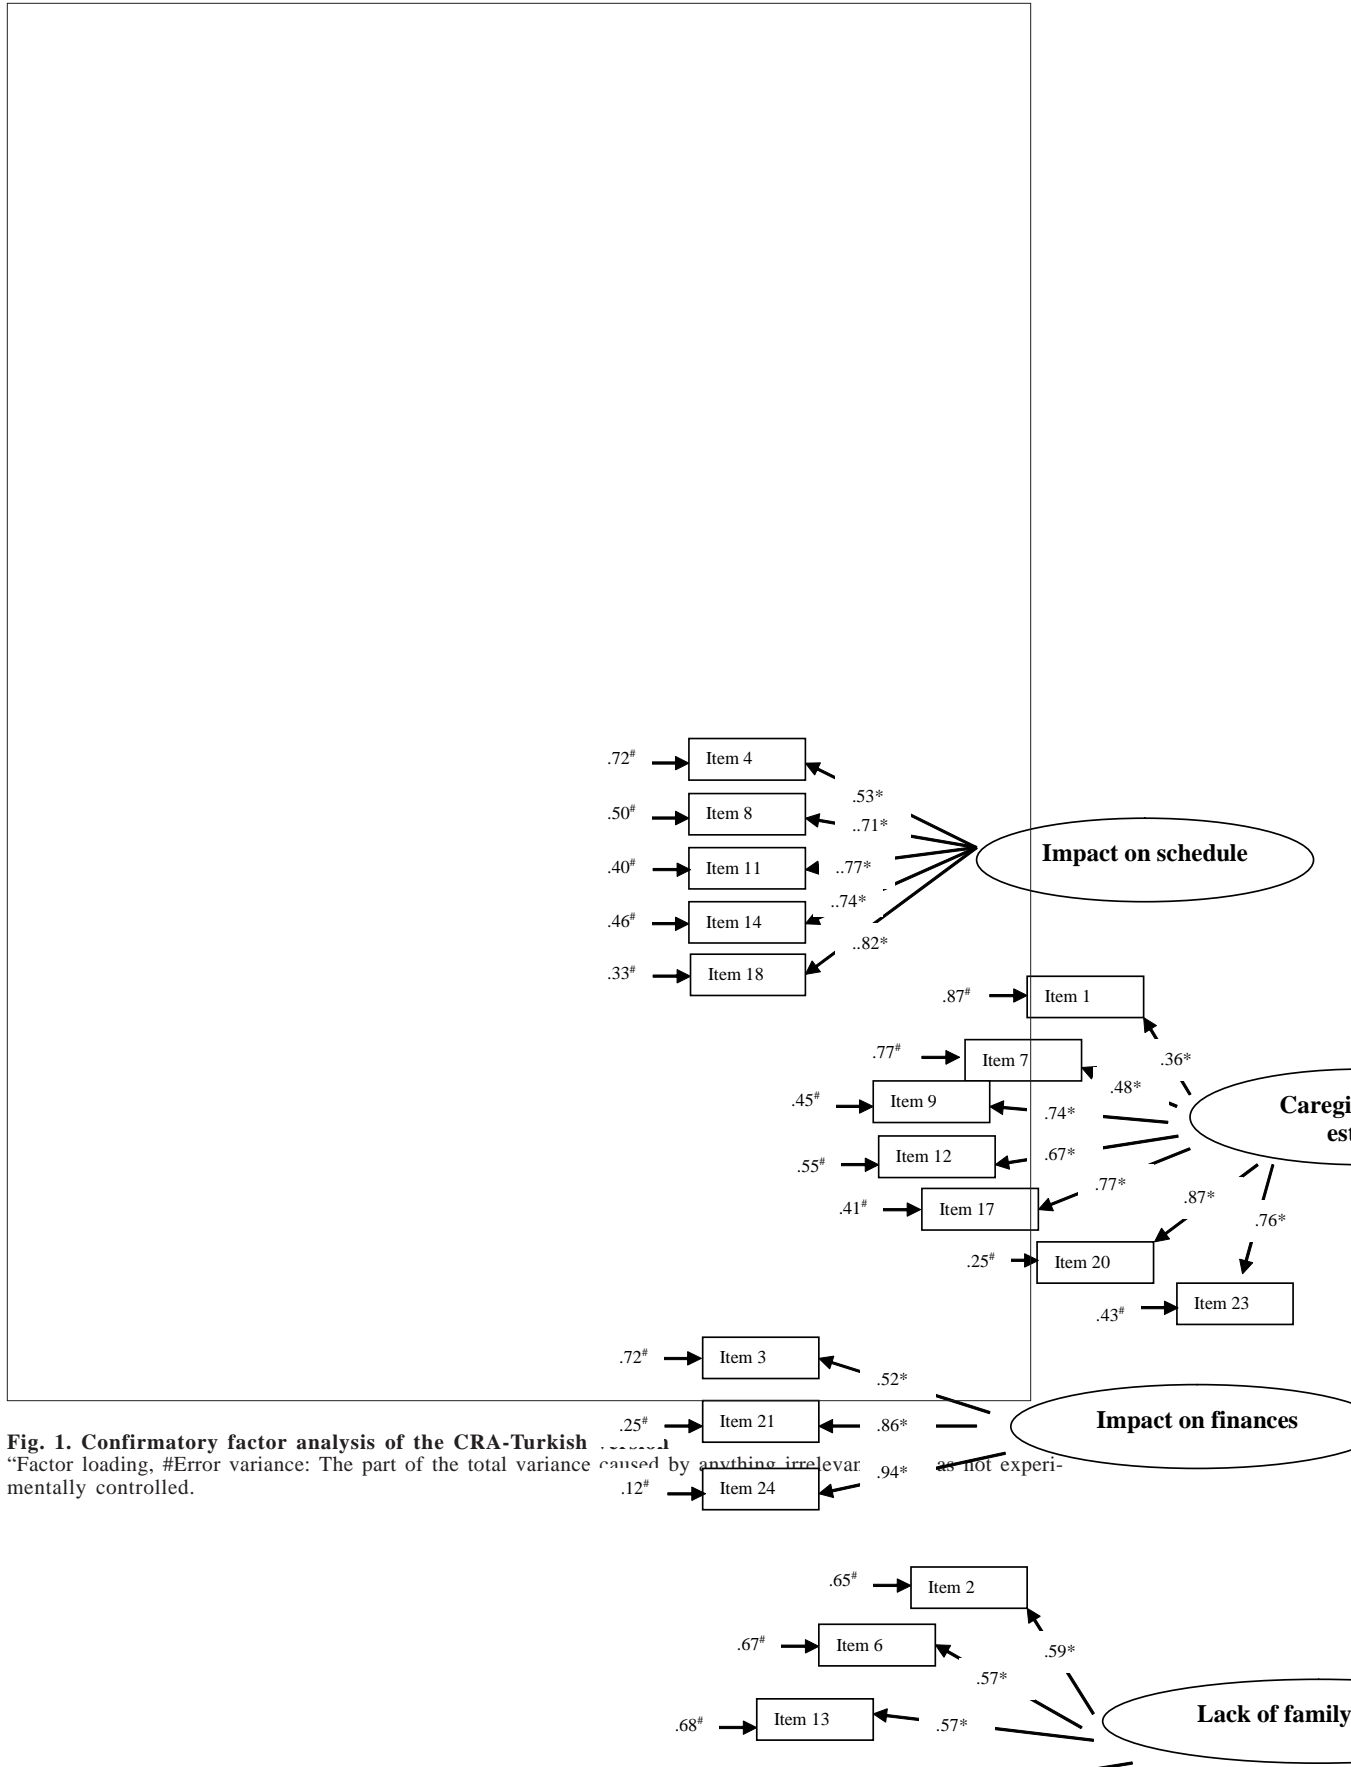 .72# Item 4
.53*
.50# Item 8
..71*
Impact on schedule
.40# Item 11 ..77*
..74*
.46# Item 14
..82*
.33# Item 18
.87# Item 1
.77# Item 7 .36*
.48*
.45# Item 9 .74*
.55# Item 12 .67*
.77*
.41# Item 17 .87*
.76*
.25# Item 20
.43# Item 23
.72# Item 3
.52*
.25# Item 21 .86* Impact on finances
Fig. 1. Confirmatory factor analysis of the CRA-Turkish
“Factor loading, #Error variance: The part of the total variance caused by anything not experi-
.94*
mentally controlled.
.12# Item 24
.65# Item 2
.67# Item 6 .59*
.57*
.68# Item 13 .57*
Lack of family